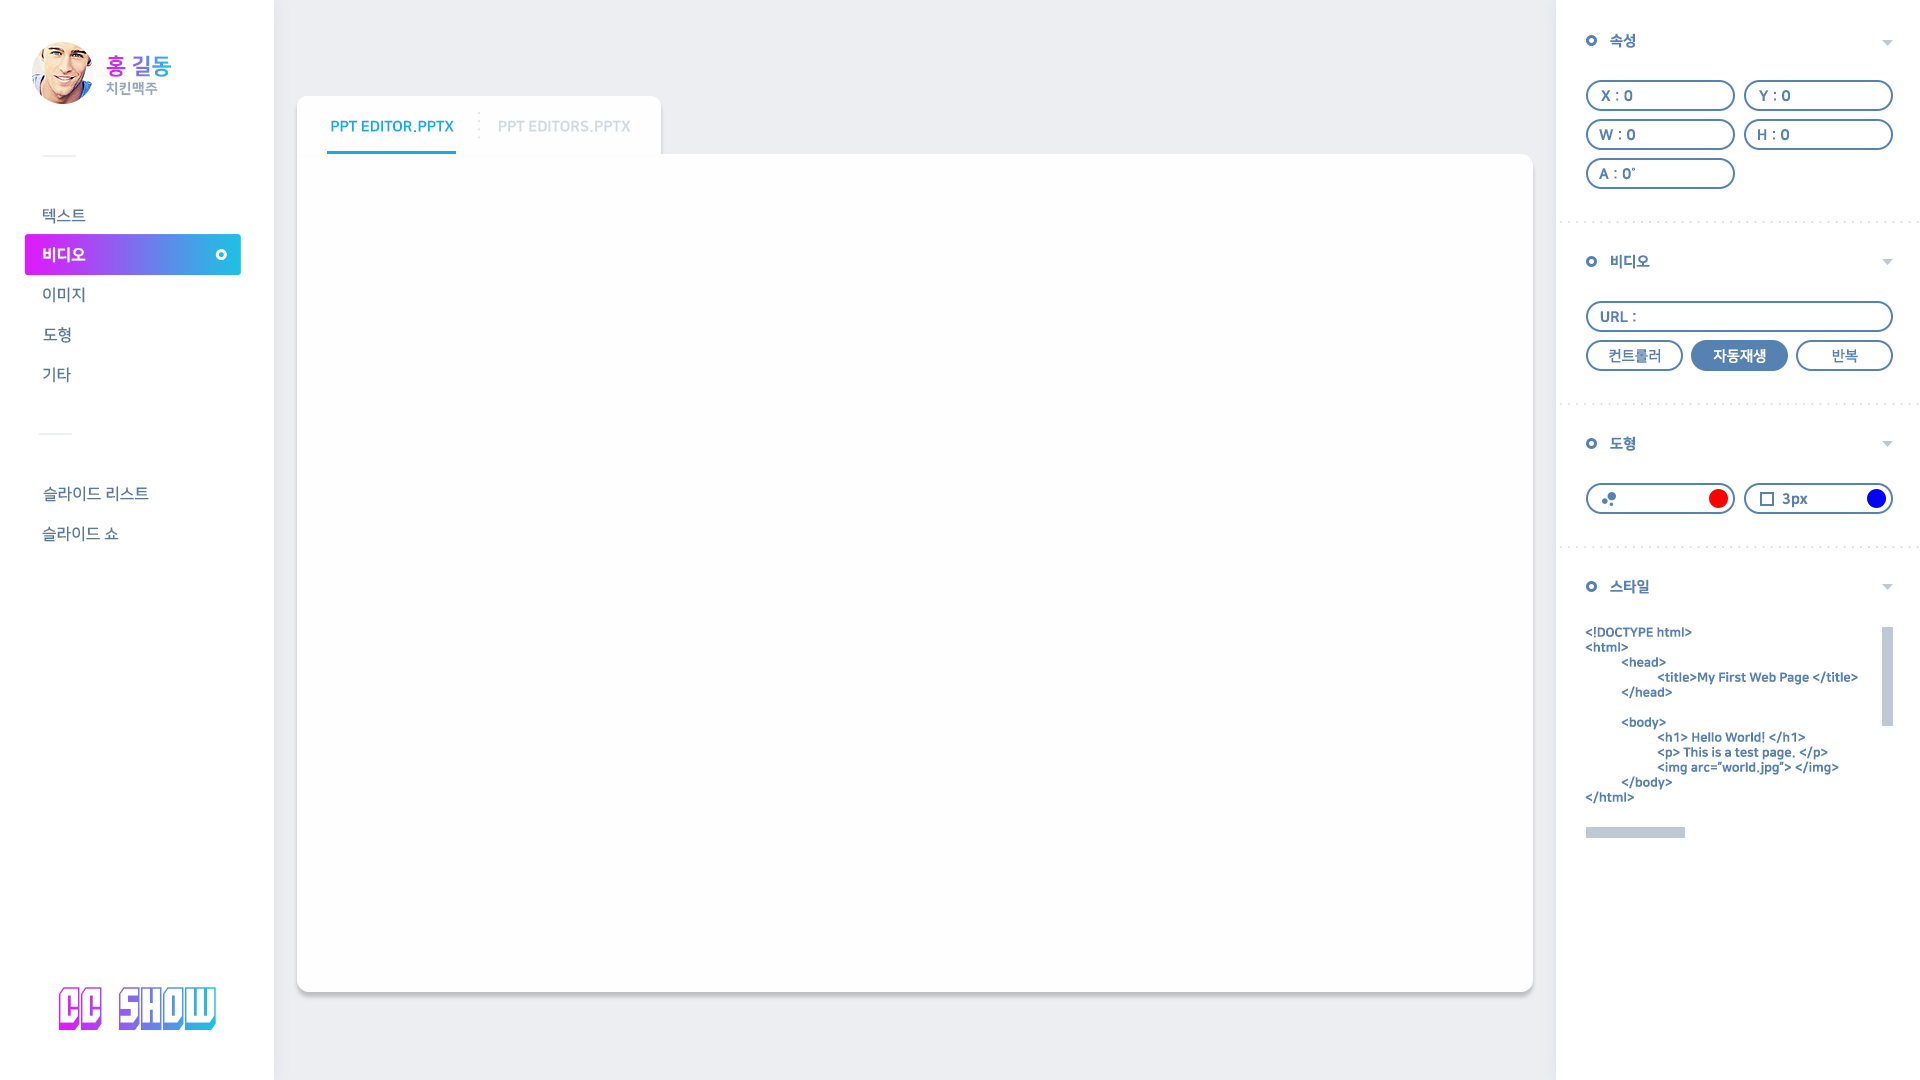 홍 길동
치킨맥주
텍스트
비디오
이미지
도형
기타
슬라이드 리스트
슬라이드 쇼
CC SHOW
PPT EDITOR.PPTX
PPT EDITORS.PPTX
속성
X : 0
Y : 0
W : 0
H : 0
A : 0"
비디오
URL :
컨트롤러
자동재생
반복
도형
3px
스타일
<!DOCTYPE html>
<html>
<head>
<title>My First Web Page </title>
</head>
<body>
<h1> Hello World! </h1>
<p> This is a test page. </p>
<img arc="world.jpg"> </img>
</body>
</html>